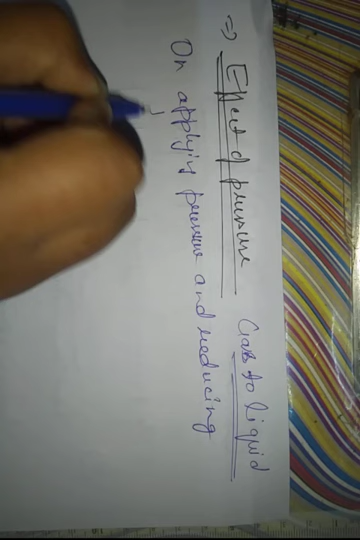 ⇒ Effect of pressure Gas to liquid
On applying pressure and reducing